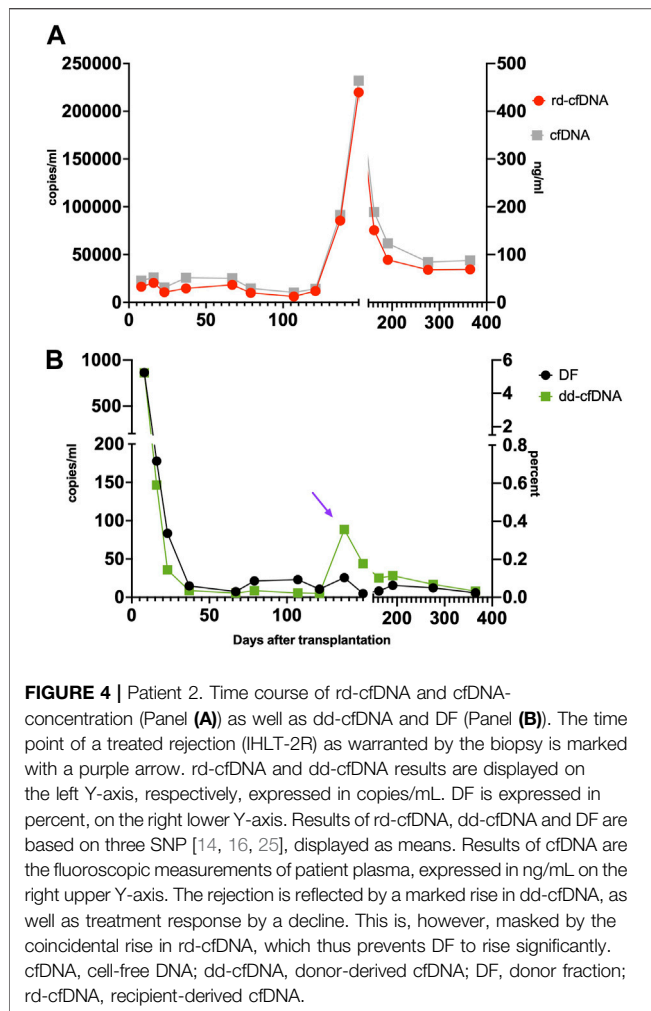 A
250000
200000
150000
100000
50000
0
copies/ml
500
400
300
200
100
0
ng/ml
rd-cfDNA
cfDNA
0 50 100 200 300 400
B
1000
500
200
150
100
50
0
copies/ml
6
4
2
0.8
0.6
0.4
0.2
0.0
percent
DF
dd-cfDNA
0 50 100 200 300 400
Days after transplantation
FIGURE 4 | Patient 2. Time course of rd-cfDNA and cfDNA-
concentration (Panel (A)) as well as dd-cfDNA and DF (Panel (B)). The time
point of a treated rejection (IHLT-2R) as warranted by the biopsy is marked
with a purple arrow. rd-cfDNA and dd-cfDNA results are displayed on
the left Y-axis, respectively, expressed in copies/mL. DF is expressed in
percent, on the right lower Y-axis. Results of rd-cfDNA, dd-cfDNA and DF are
based on three SNP [14, 16, 25], displayed as means. Results of cfDNA are
the fluoroscopic measurements of patient plasma, expressed in ng/mL on the
right upper Y-axis. The rejection is reflected by a marked rise in dd-cfDNA, as
well as treatment response by a decline. This is, however, masked by the
coincidental rise in rd-cfDNA, which thus prevents DF to rise significantly.
cfDNA, cell-free DNA; dd-cfDNA, donor-derived cfDNA; DF, donor fraction;
rd-cfDNA, recipient-derived cfDNA.